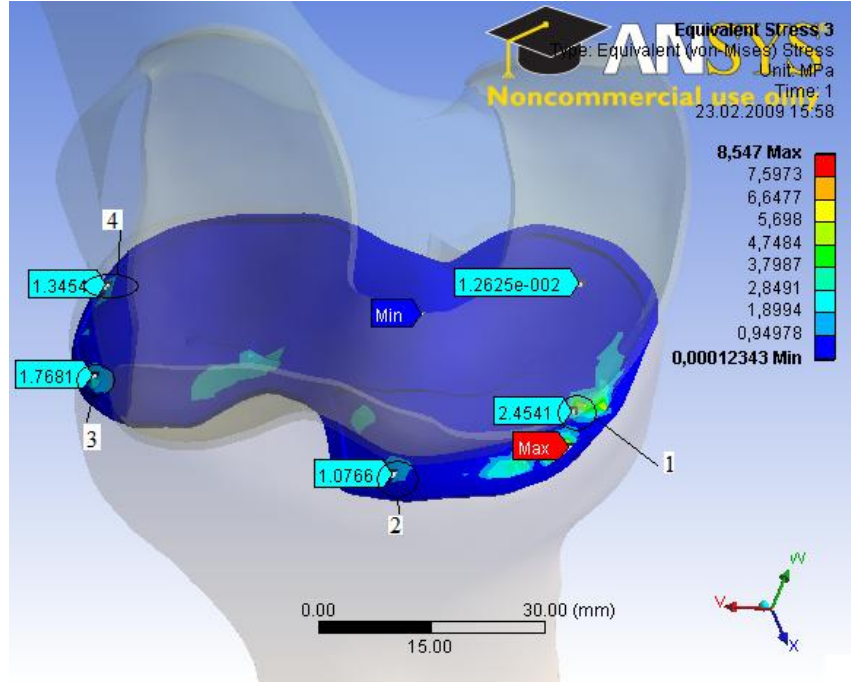 ANSYS
Noncommercial use only
Equivalent Stress 3
Type: Equivalent (von-Mises) Stress
Unit: MPa
Time: 1
23.02.2009 15:58
8,547 Max
7,5973
6,6477
5,698
4,7484
3,7987
2,8491
1,8994
0,94978
0,00012343 Min
4
1.3454
1.2625e-002
Min
1.7681
3
2.4541
Max
1
1.0766
2
0.00
30.00 (mm)
15.00
W
V
X